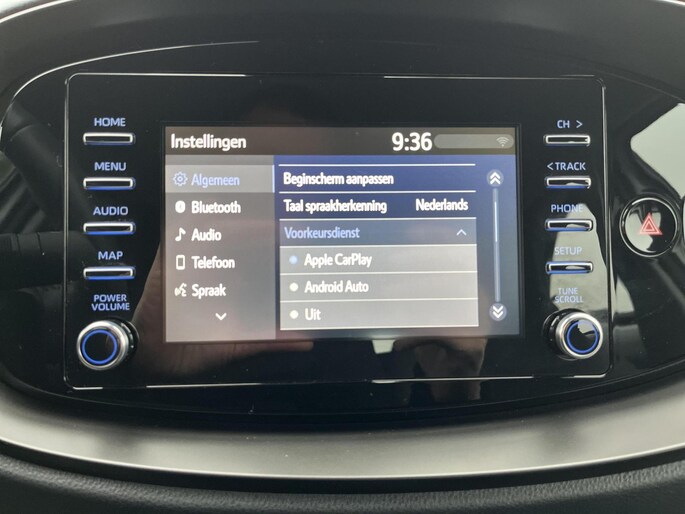 HOME
MENU
AUDIO
MAP
POWER
VOLUME
Instellingen
9:36
Algemeen
Bluetooth
Audio
Telefoon
Spraak
Beginscherm aanpassen
Taal spraakherkenning Nederlands
Voorkeursdienst
Apple CarPlay
Android Auto
Uit
CH >
< TRACK
PHONE
SETUP
TUNE
SCROLL